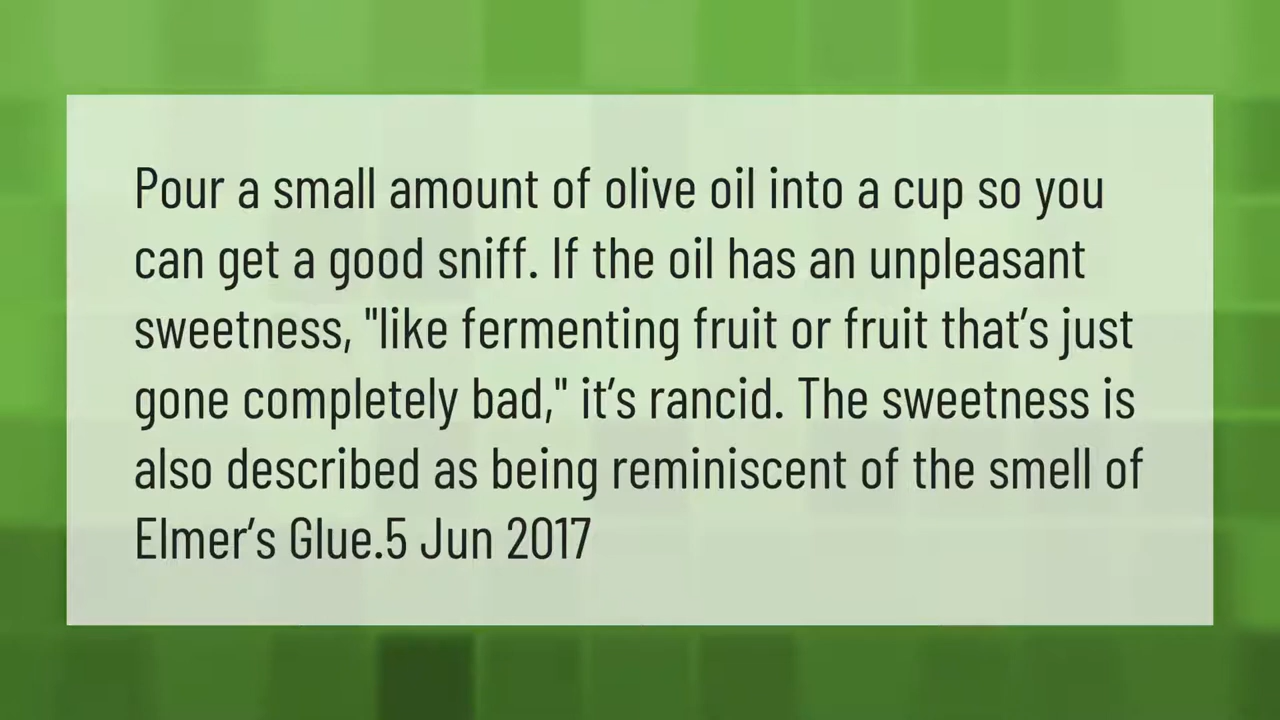 Pour a small amount of olive oil into a cup so you
can get a good sniff. If the oil has an unpleasant
sweetness, "like fermenting fruit or fruit that’s just
gone completely bad," it’s rancid. The sweetness is
also described as being reminiscent of the smell of
Elmer’s Glue.5 Jun 2017